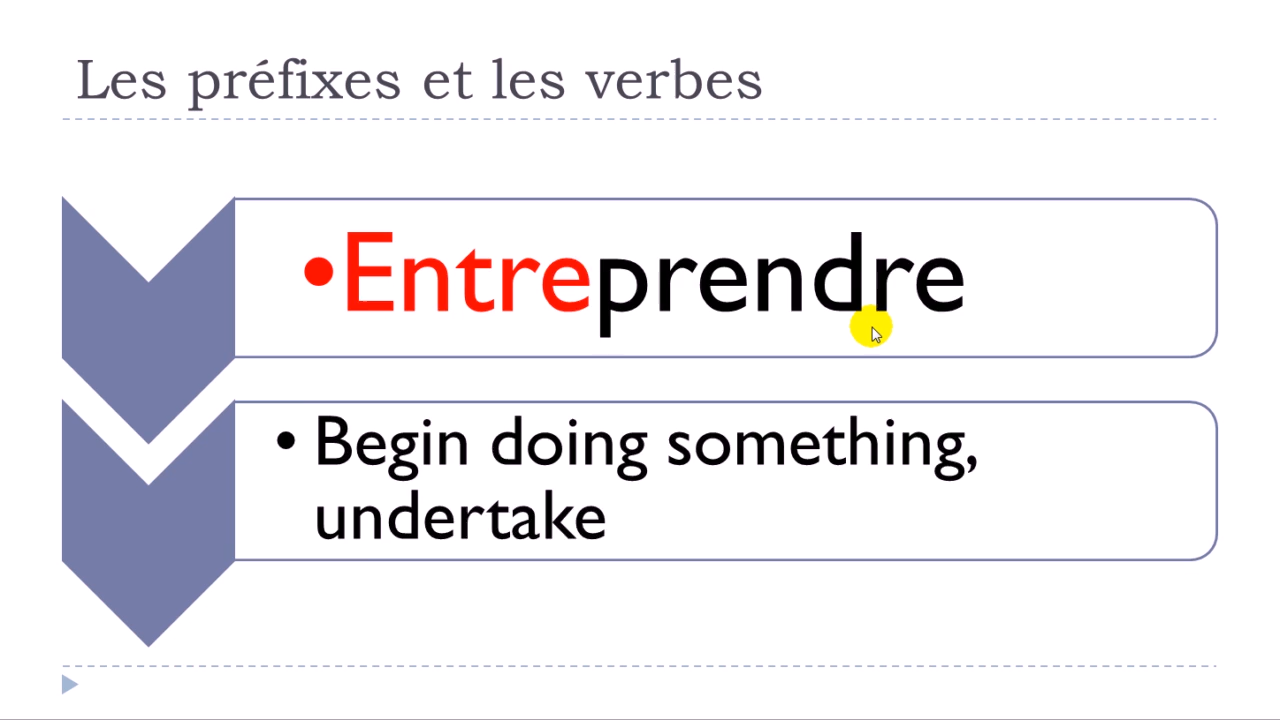 Les préfixes et les verbes
•Entreprendre
• Begin doing something,
undertake